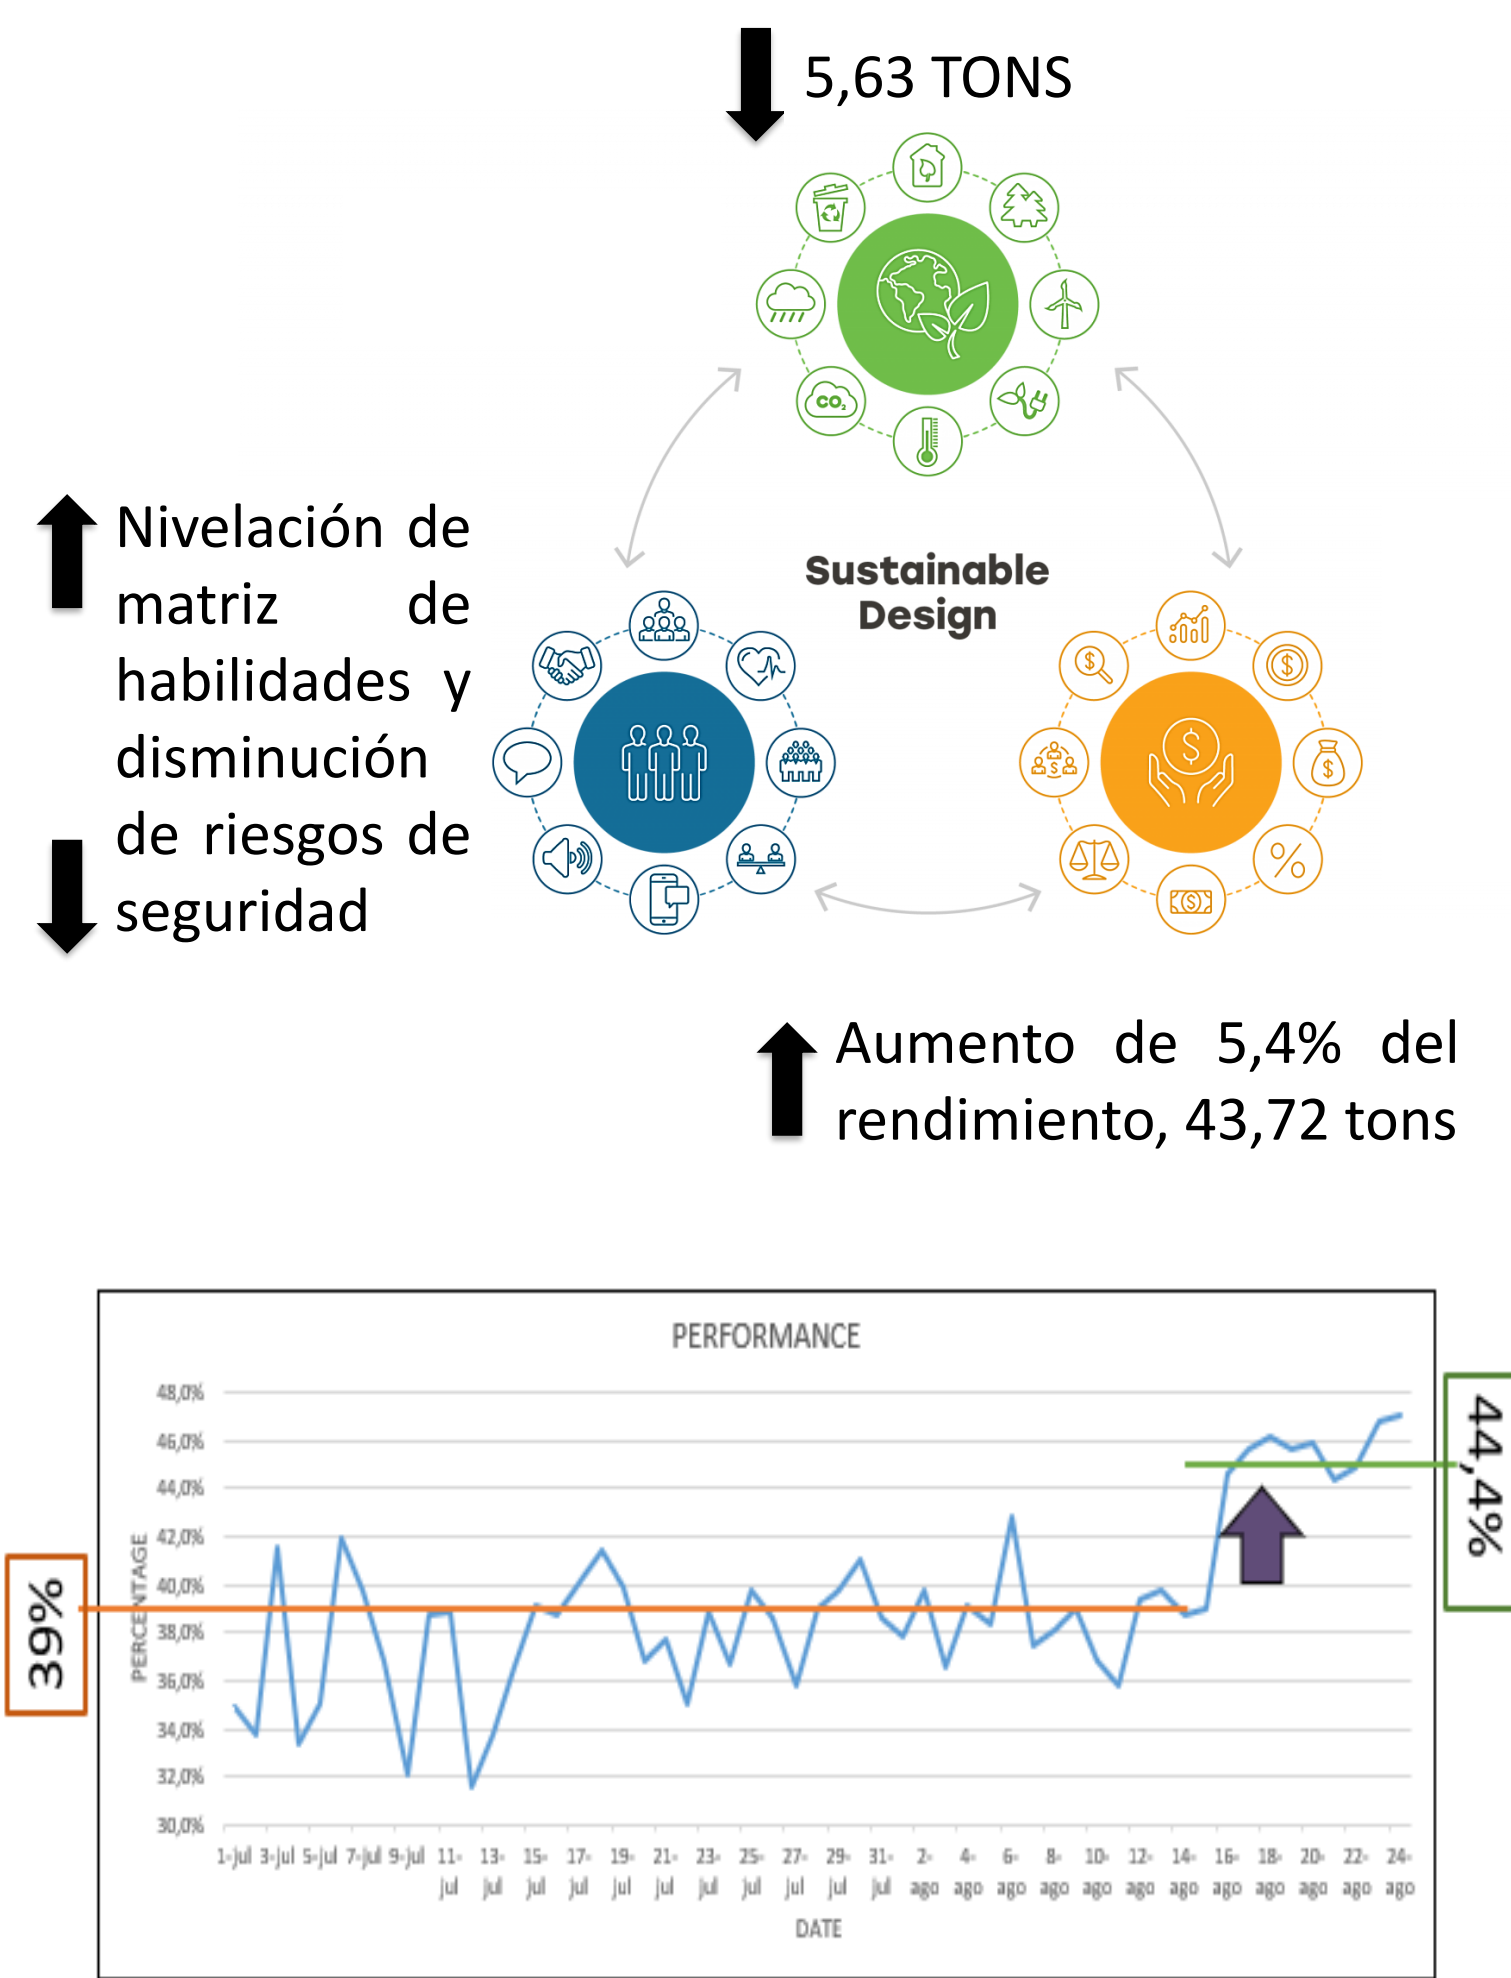 5,63 TONS
CO₂
Nivelación de
matriz de
habilidades y
disminución
de riesgos de
seguridad
Sustainable
Design
$
$
$
$
$
%
$
Aumento de 5,4% del
rendimiento, 43,72 tons
PERFORMANCE
48,0%
46,0%
44,0%
42,0%
40,0%
38,0%
36,0%
34,0%
32,0%
30,0%
PERCENTAGE
39%
44,4%
1-jul 3-jul 5-jul 7-jul 9-jul 11- 13- 15- 17- 19- 21- 23- 25- 27- 29- 31- 2- 4- 6- 8- 10- 12- 14- 16- 18- 20- 22- 24-
jul jul jul jul jul jul jul jul jul jul jul ago ago ago ago ago ago ago ago ago ago ago ago
DATE